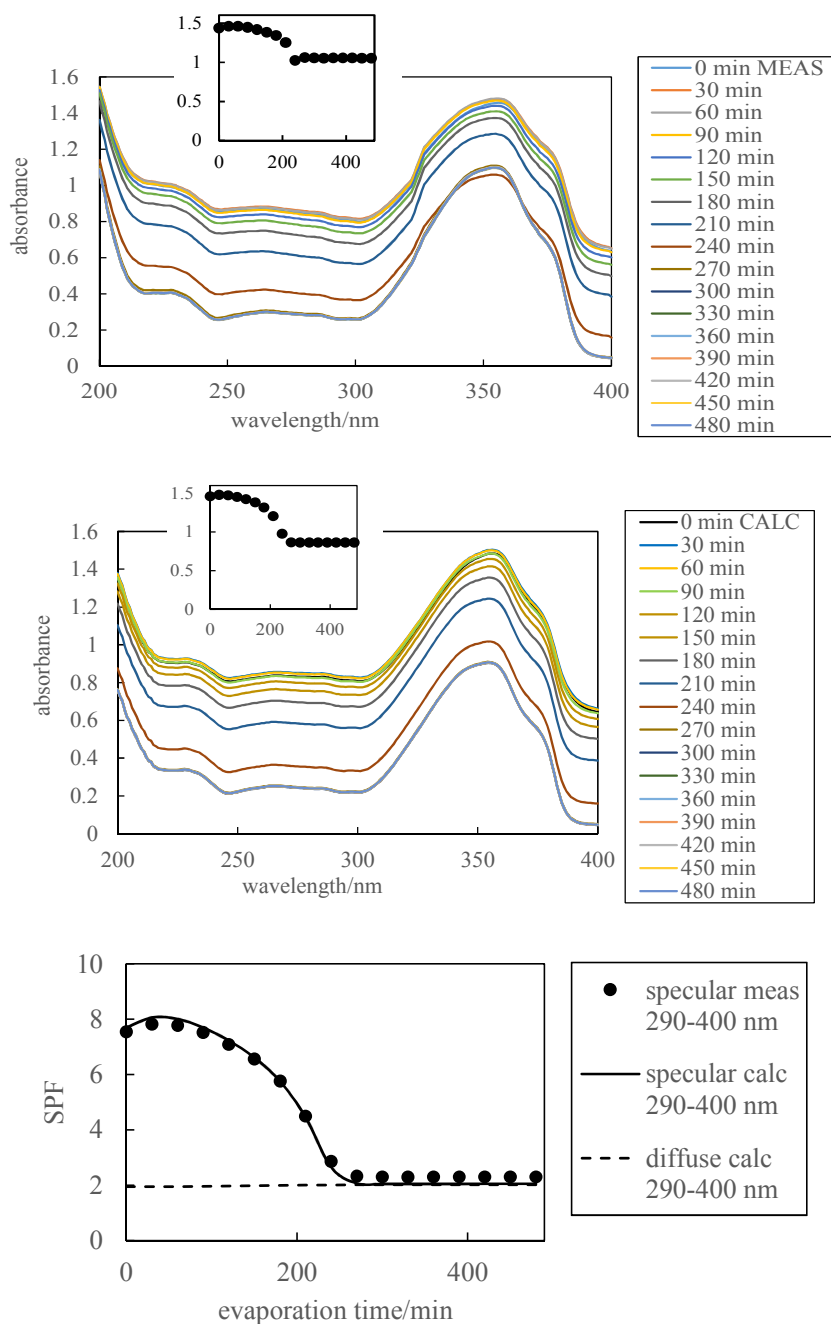 1.5
1
0.5
0
0 200 400
1.6
1.4
1.2
1
0.8
0.6
0.4
0.2
0
absorbance
200 250 300 350 400
wavelength/nm
0 min MEAS
30 min
60 min
90 min
120 min
150 min
180 min
210 min
240 min
270 min
300 min
330 min
360 min
390 min
420 min
450 min
480 min
1.5
1
0.5
0
0 200 400
1.6
1.4
1.2
1
0.8
0.6
0.4
0.2
0
absorbance
200 250 300 350 400
wavelength/nm
0 min CALC
30 min
60 min
90 min
120 min
150 min
180 min
210 min
240 min
270 min
300 min
330 min
360 min
390 min
420 min
450 min
480 min
10
8
6
4
2
0
SPF
0 200 400
evaporation time/min
specular meas
290-400 nm
specular calc
290-400 nm
diffuse calc
290-400 nm